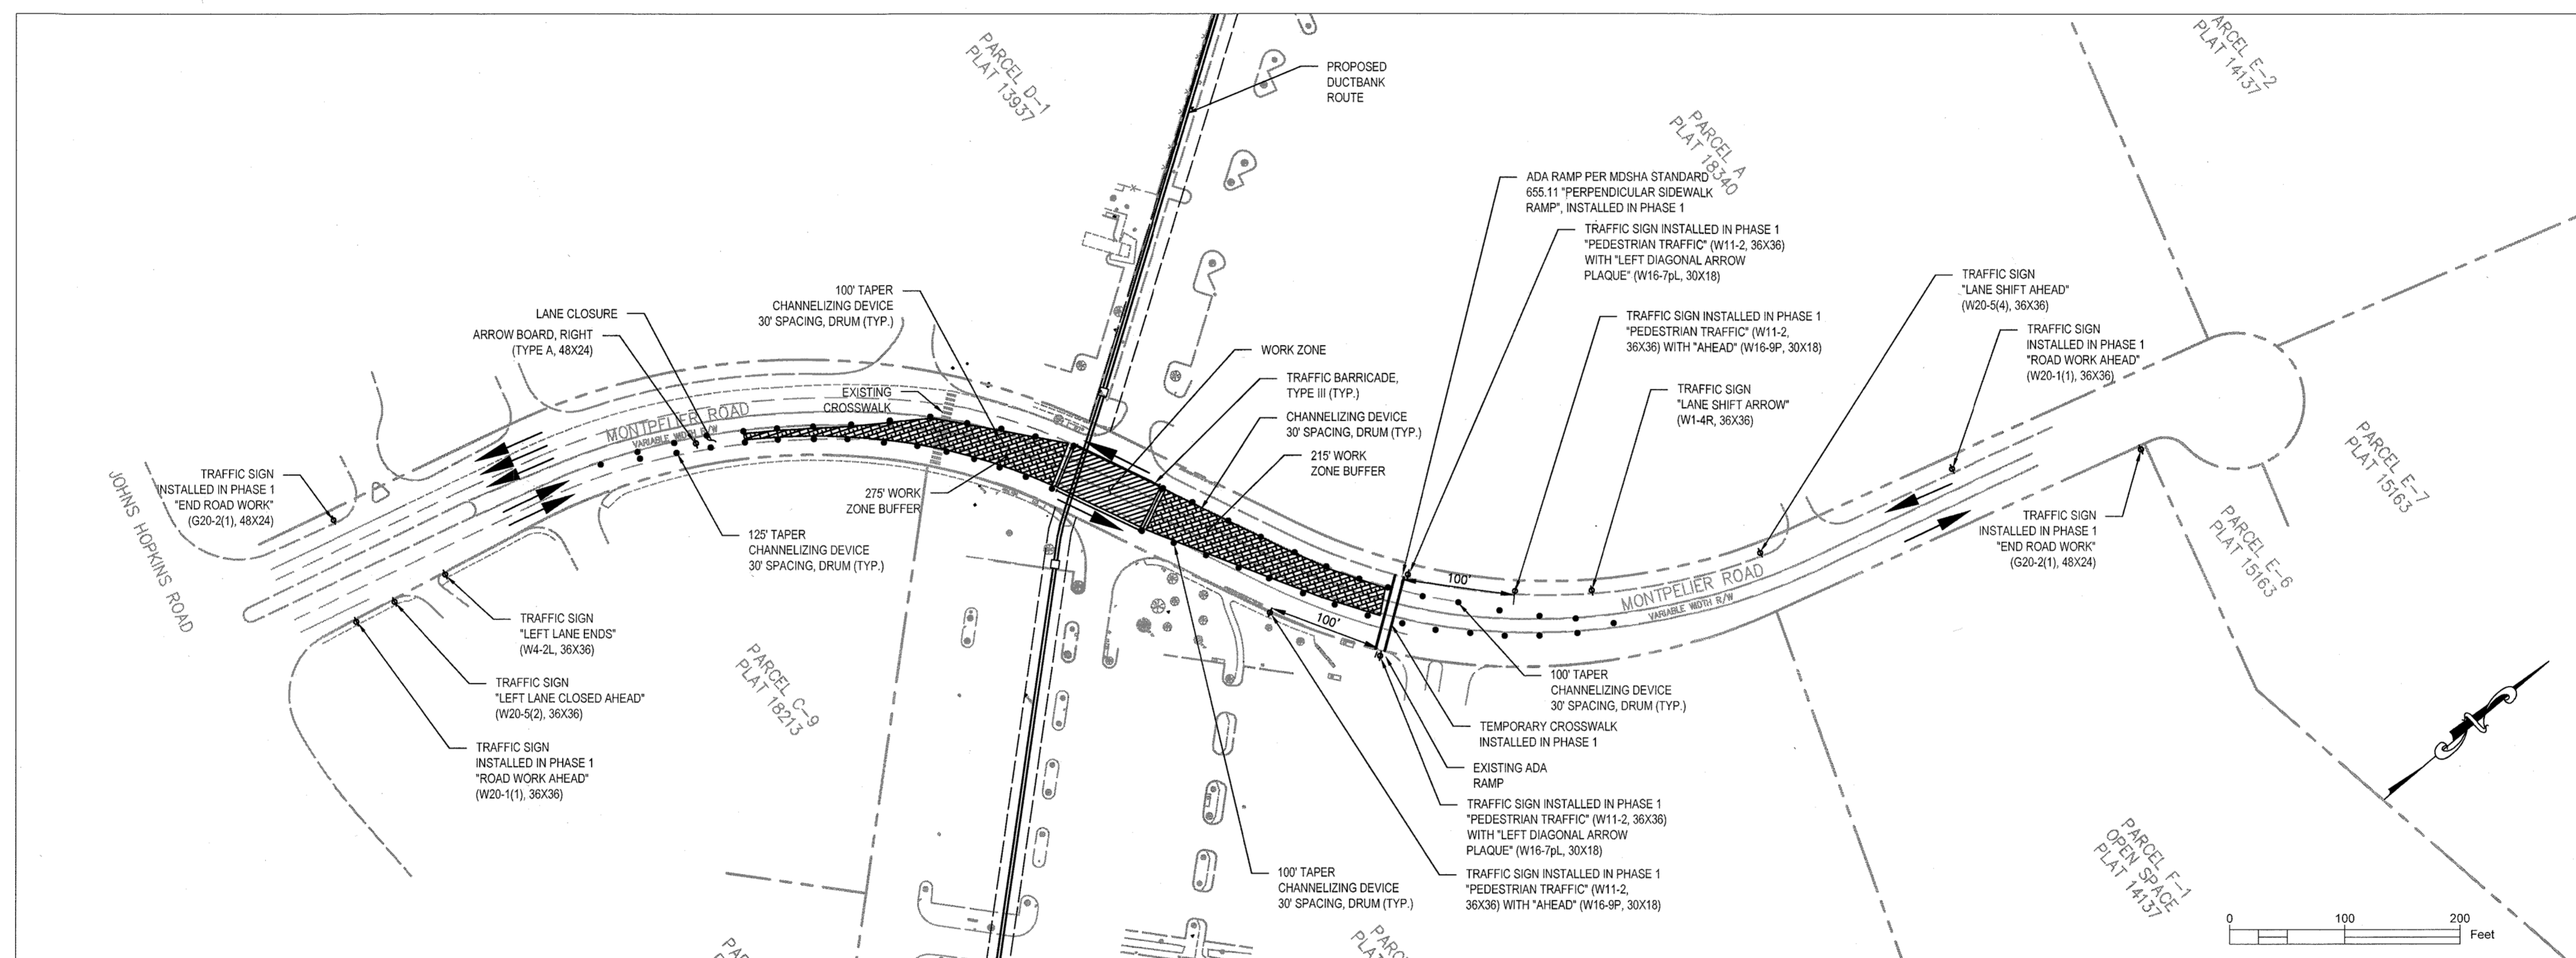 PARCEL D-1
PLAT 13937
PROPOSED
DUCTBANK
ROUTE
ARCEL E-2
PLAT 14137
PARCEL A
PLAT 18340
ADA RAMP PER MDSHA STANDARD
655.11 "PERPENDICULAR SIDEWALK
RAMP", INSTALLED IN PHASE 1
TRAFFIC SIGN INSTALLED IN PHASE 1
"PEDESTRIAN TRAFFIC" (W11-2, 36X36)
WITH "LEFT DIAGONAL ARROW
PLAQUE" (W16-7pL, 30X18)
TRAFFIC SIGN
"LANE SHIFT AHEAD"
(W20-5(4), 36X36)
100' TAPER
CHANNELIZING DEVICE
30' SPACING, DRUM (TYP.)
LANE CLOSURE
ARROW BOARD, RIGHT
(TYPE A, 48X24)
TRAFFIC SIGN INSTALLED IN PHASE 1
"PEDESTRIAN TRAFFIC" (W11-2,
36X36) WITH "AHEAD" (W16-9P, 30X18)
TRAFFIC SIGN
INSTALLED IN PHASE 1
"ROAD WORK AHEAD"
(W20-1(1), 36X36)
WORK ZONE
TRAFFIC BARRICADE,
TYPE III (TYP.)
CHANNELIZING DEVICE
30' SPACING, DRUM (TYP.)
215' WORK
ZONE BUFFER
TRAFFIC SIGN
"LANE SHIFT ARROW"
(W1-4R, 36X36)
EXISTING
CROSSWALK
MONTPELIER ROAD
VARIABLE WIDTH R/W
JOHNS HOPKINS ROAD
TRAFFIC SIGN
INSTALLED IN PHASE 1
"END ROAD WORK"
(G20-2(1), 48X24)
275' WORK
ZONE BUFFER
125' TAPER
CHANNELIZING DEVICE
30' SPACING, DRUM (TYP.)
PARCEL E-7
PLAT 15163
TRAFFIC SIGN
INSTALLED IN PHASE 1
"END ROAD WORK"
(G20-2(1), 48X24)
PARCEL E-6
PLAT 15163
100'
100'
MONTPELIER ROAD
VARIABLE WIDTH R/W
TRAFFIC SIGN
"LEFT LANE ENDS"
(W4-2L, 36X36)
TRAFFIC SIGN
"LEFT LANE CLOSED AHEAD"
(W20-5(2), 36X36)
TRAFFIC SIGN
INSTALLED IN PHASE 1
"ROAD WORK AHEAD"
(W20-1(1), 36X36)
PARCEL C-9
PLAT 18213
100' TAPER
CHANNELIZING DEVICE
30' SPACING, DRUM (TYP.)
TEMPORARY CROSSWALK
INSTALLED IN PHASE 1
EXISTING ADA
RAMP
TRAFFIC SIGN INSTALLED IN PHASE 1
"PEDESTRIAN TRAFFIC" (W11-2, 36X36)
WITH "LEFT DIAGONAL ARROW
PLAQUE" (W16-7pL, 30X18)
TRAFFIC SIGN INSTALLED IN PHASE 1
"PEDESTRIAN TRAFFIC" (W11-2,
36X36) WITH "AHEAD" (W16-9P, 30X18)
100' TAPER
CHANNELIZING DEVICE
30' SPACING, DRUM (TYP.)
PARCEL F-1
OPEN SPACE
PLAT 14137
0 100 200
Feet